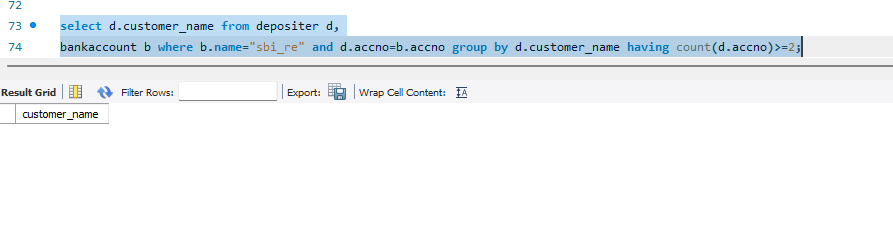 72
73 select d.customer_name from depositer d,
74 bankaccount b where b.name="sbi_re" and d.accno=b.accno group by d.customer_name having count(d.accno)>=2;
Result Grid Filter Rows: Export: Wrap Cell Content:
customer_name